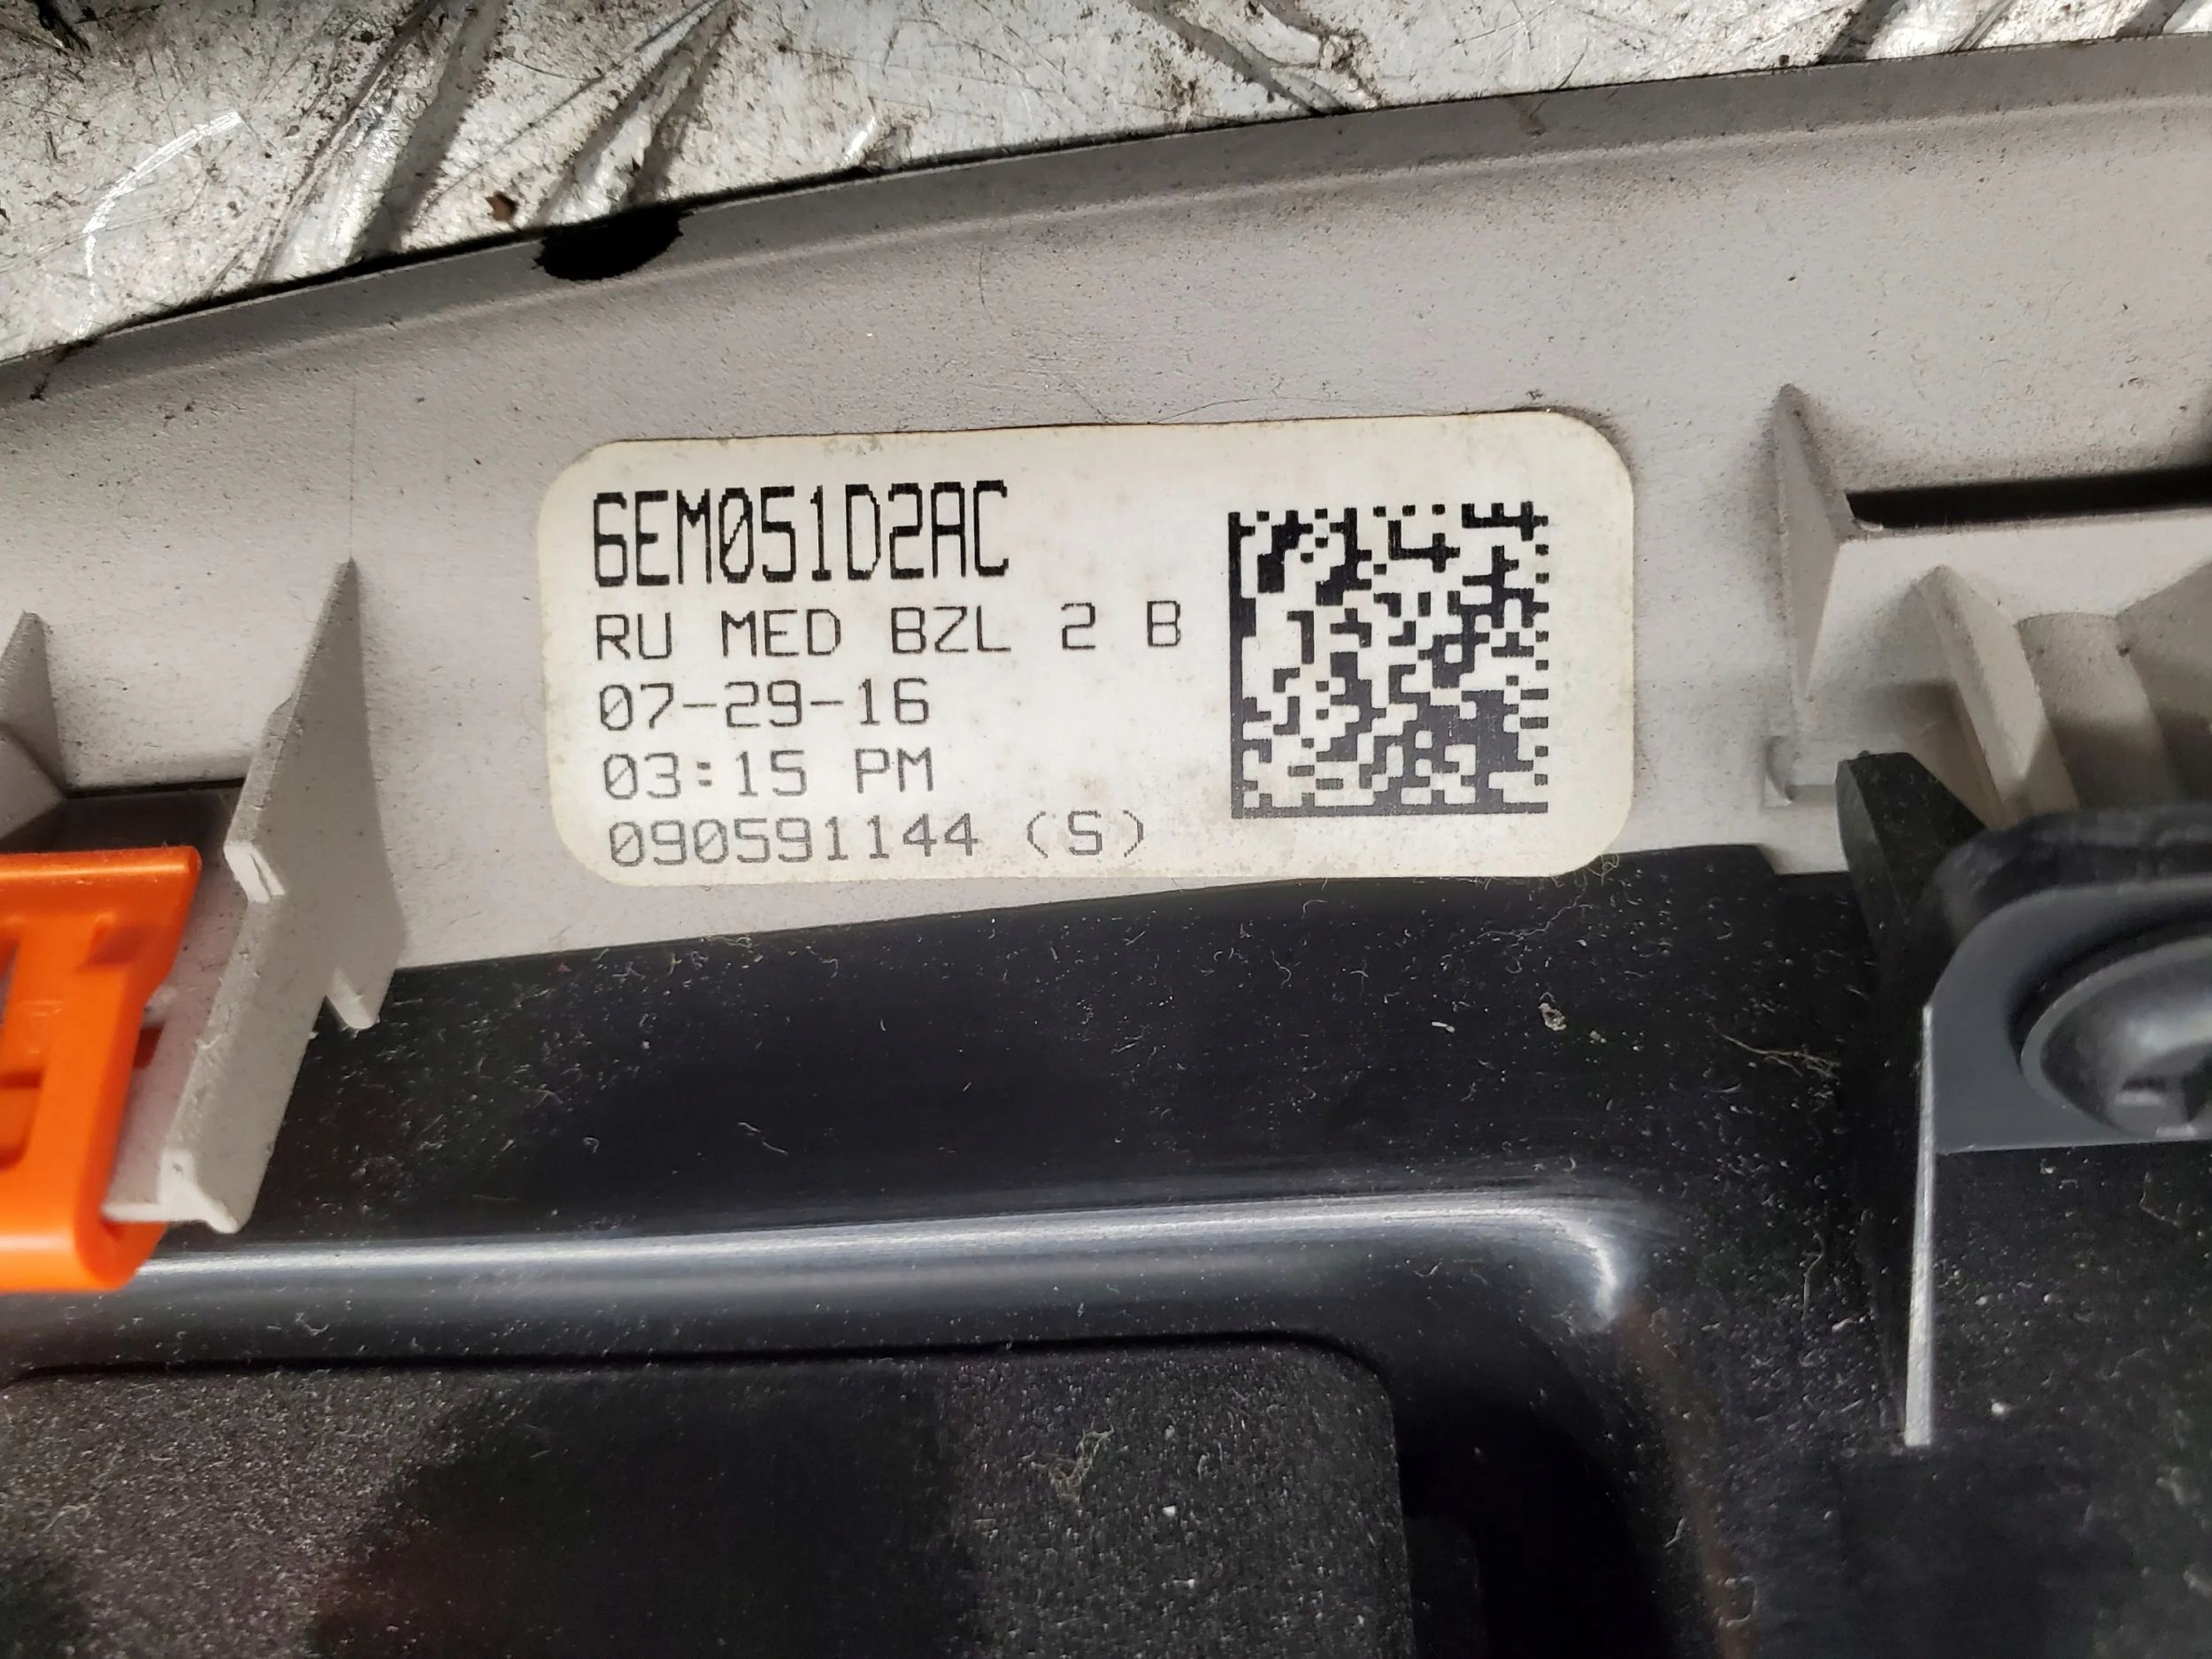 6EM051D2AC
RU MED BZL 2 B
07-29-16
03:15 PM
090591144 (S)